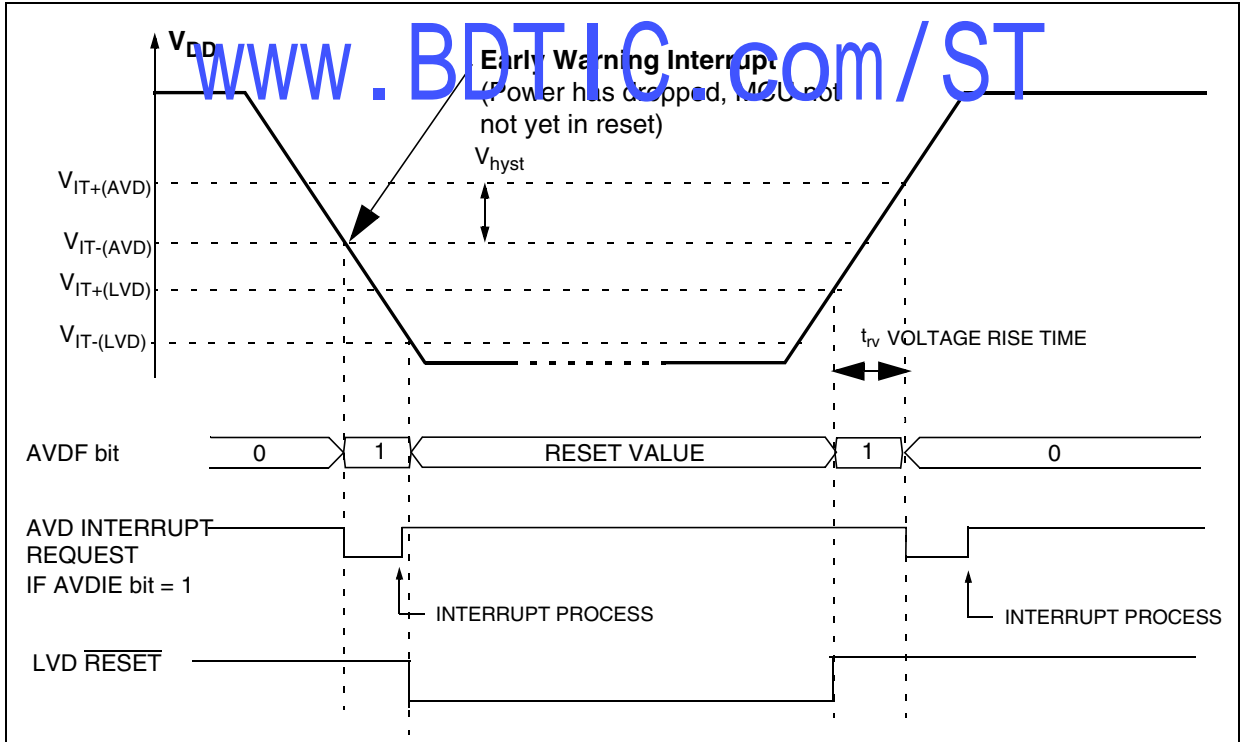 www.BDTIC.com/ST
VDD
Early Warning Interrupt
(Power has dropped, MCU not
not yet in reset)
Vhyst
VIT+(AVD)
VIT-(AVD)
VIT+(LVD)
VIT-(LVD)
trv VOLTAGE RISE TIME
AVDF bit
0
1
RESET VALUE
1
0
AVD INTERRUPT
REQUEST
IF AVDIE bit = 1
INTERRUPT PROCESS
INTERRUPT PROCESS
LVD RESET